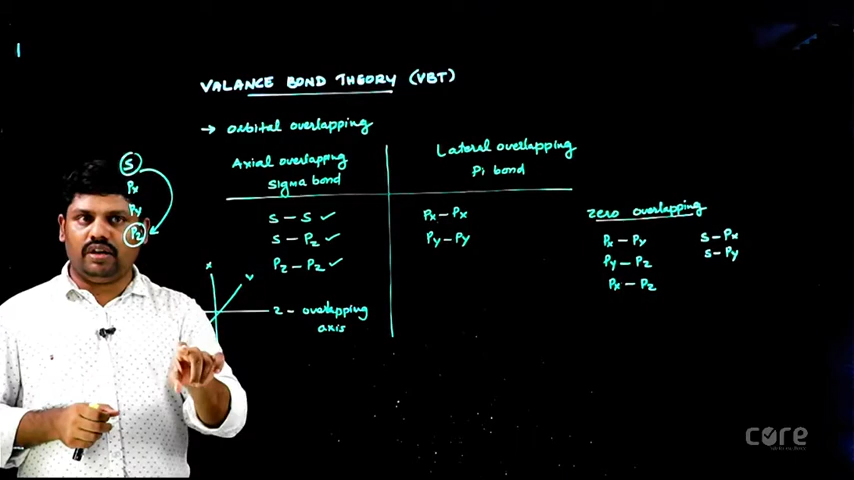 VALANCE BOND THEORY (VBT)
→ orbital overlapping
Axial overlapping
Sigma bond
S – S ✓
S – Pz ✓
Pz – Pz ✓
Lateral overlapping
Pi bond
Px – Px
Py – Py
zero overlapping
Px – Py
Py – Pz
Px – Pz
S – Px
S – Py
S
Px
Py
Pz
x
y
z – overlapping
axis
core